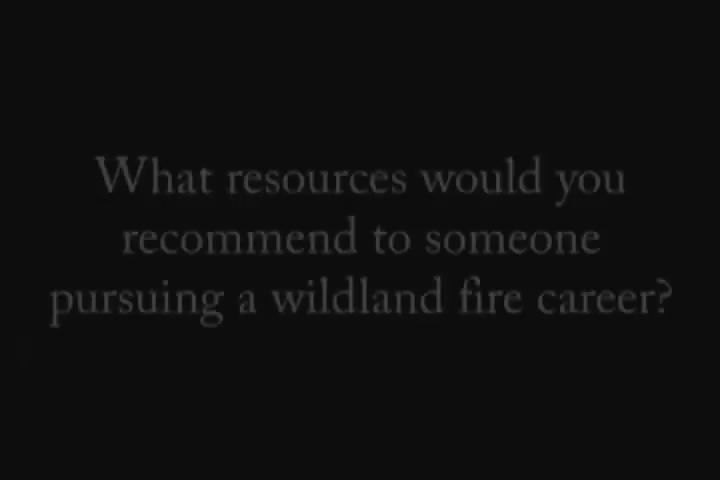 What resources would you
recommend to someone
pursuing a wildland fire career?